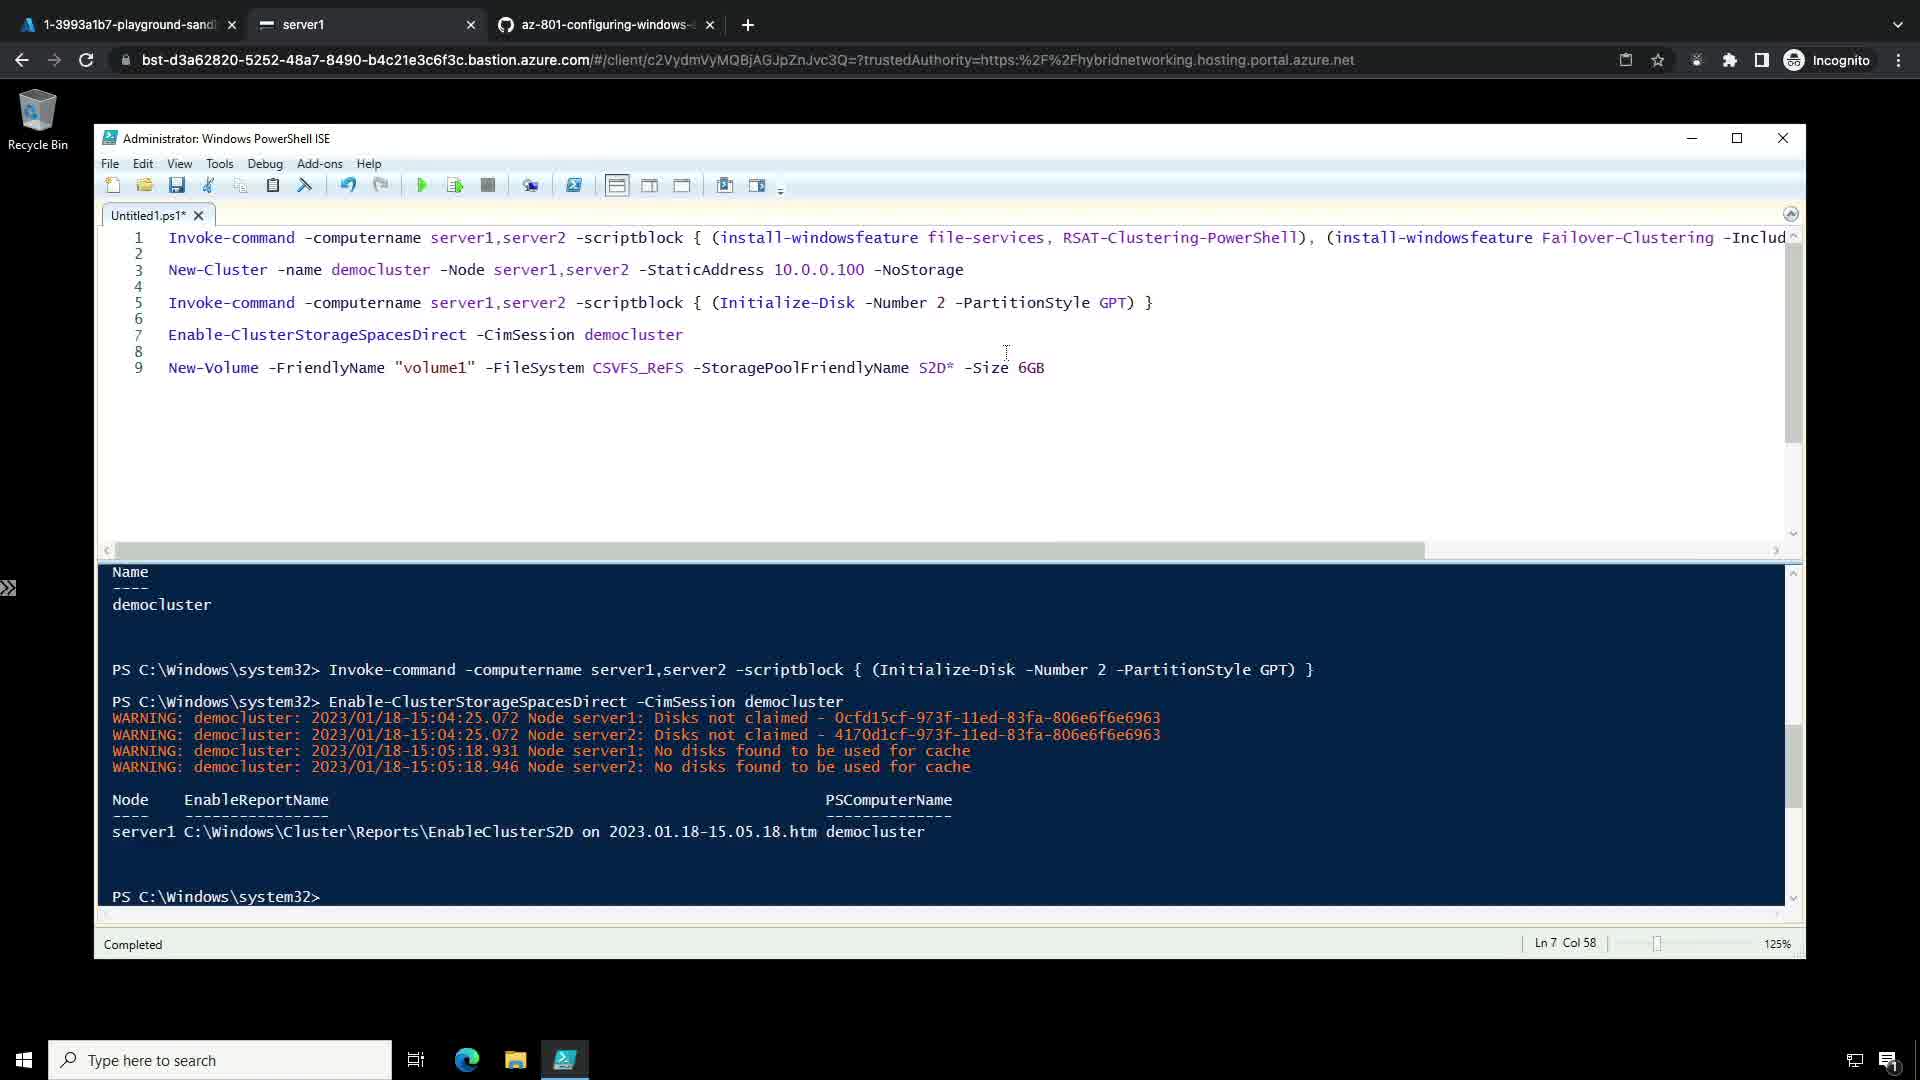 1-3993a1b7-playground-sand
server1
az-801-configuring-windows-
bst-d3a62820-5252-48a7-8490-b4c21e3c6f3c.bastion.azure.com/#/client/c2VydmVyMQBjAGJpZnJvc3Q=?trustedAuthority=https:%2F%2Fhybridnetworking.hosting.portal.azure.net
Incognito
Recycle Bin
Administrator: Windows PowerShell ISE
File Edit View Tools Debug Add-ons Help
Untitled1.ps1*
1 Invoke-command -computername server1,server2 -scriptblock { (install-windowsfeature file-services, RSAT-Clustering-PowerShell), (install-windowsfeature Failover-Clustering -Includ
2
3 New-Cluster -name democluster -Node server1,server2 -StaticAddress 10.0.0.100 -NoStorage
4
5 Invoke-command -computername server1,server2 -scriptblock { (Initialize-Disk -Number 2 -PartitionStyle GPT) }
6
7 Enable-ClusterStorageSpacesDirect -CimSession democluster
8
9 New-Volume -FriendlyName "volume1" -FileSystem CSVFS_ReFS -StoragePoolFriendlyName S2D* -Size 6GB
Name
----
democluster
PS C:\Windows\system32> Invoke-command -computername server1,server2 -scriptblock { (Initialize-Disk -Number 2 -PartitionStyle GPT) }
PS C:\Windows\system32> Enable-ClusterStorageSpacesDirect -CimSession democluster
WARNING: democluster: 2023/01/18-15:04:25.072 Node server1: Disks not claimed - 0cfd15cf-973f-11ed-83fa-806e6f6e6963
WARNING: democluster: 2023/01/18-15:04:25.072 Node server2: Disks not claimed - 4170d1cf-973f-11ed-83fa-806e6f6e6963
WARNING: democluster: 2023/01/18-15:05:18.931 Node server1: No disks found to be used for cache
WARNING: democluster: 2023/01/18-15:05:18.946 Node server2: No disks found to be used for cache
Node EnableReportName PSComputerName
---- ---------------- --------------
server1 C:\Windows\Cluster\Reports\EnableClusterS2D on 2023.01.18-15.05.18.htm democluster
PS C:\Windows\system32>
Completed
Ln 7 Col 58
125%
Type here to search
1